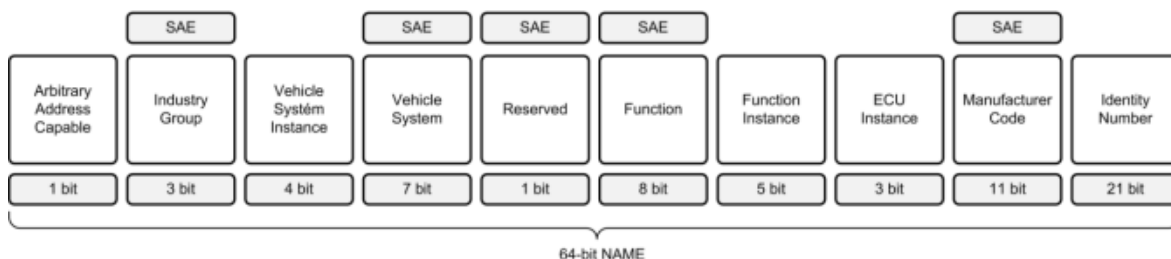 SAE SAE SAE SAE SAE
Arbitrary
Address
Capable
Industry
Group
Vehicle
Systém
Instance
Vehicle
System
Reserved
Function
Function
Instance
ECU
Instance
Manufacturer
Code
Identity
Number
1 bit 3 bit 4 bit 7 bit 1 bit 8 bit 5 bit 3 bit 11 bit 21 bit
64-bit NAME